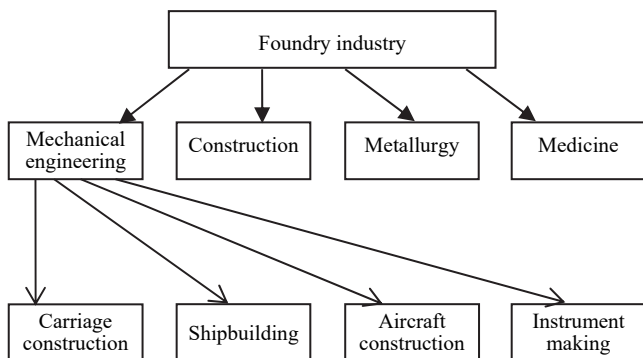 Foundry industry
Mechanical
engineering
Construction
Metallurgy
Medicine
Carriage
construction
Shipbuilding
Aircraft
construction
Instrument
making